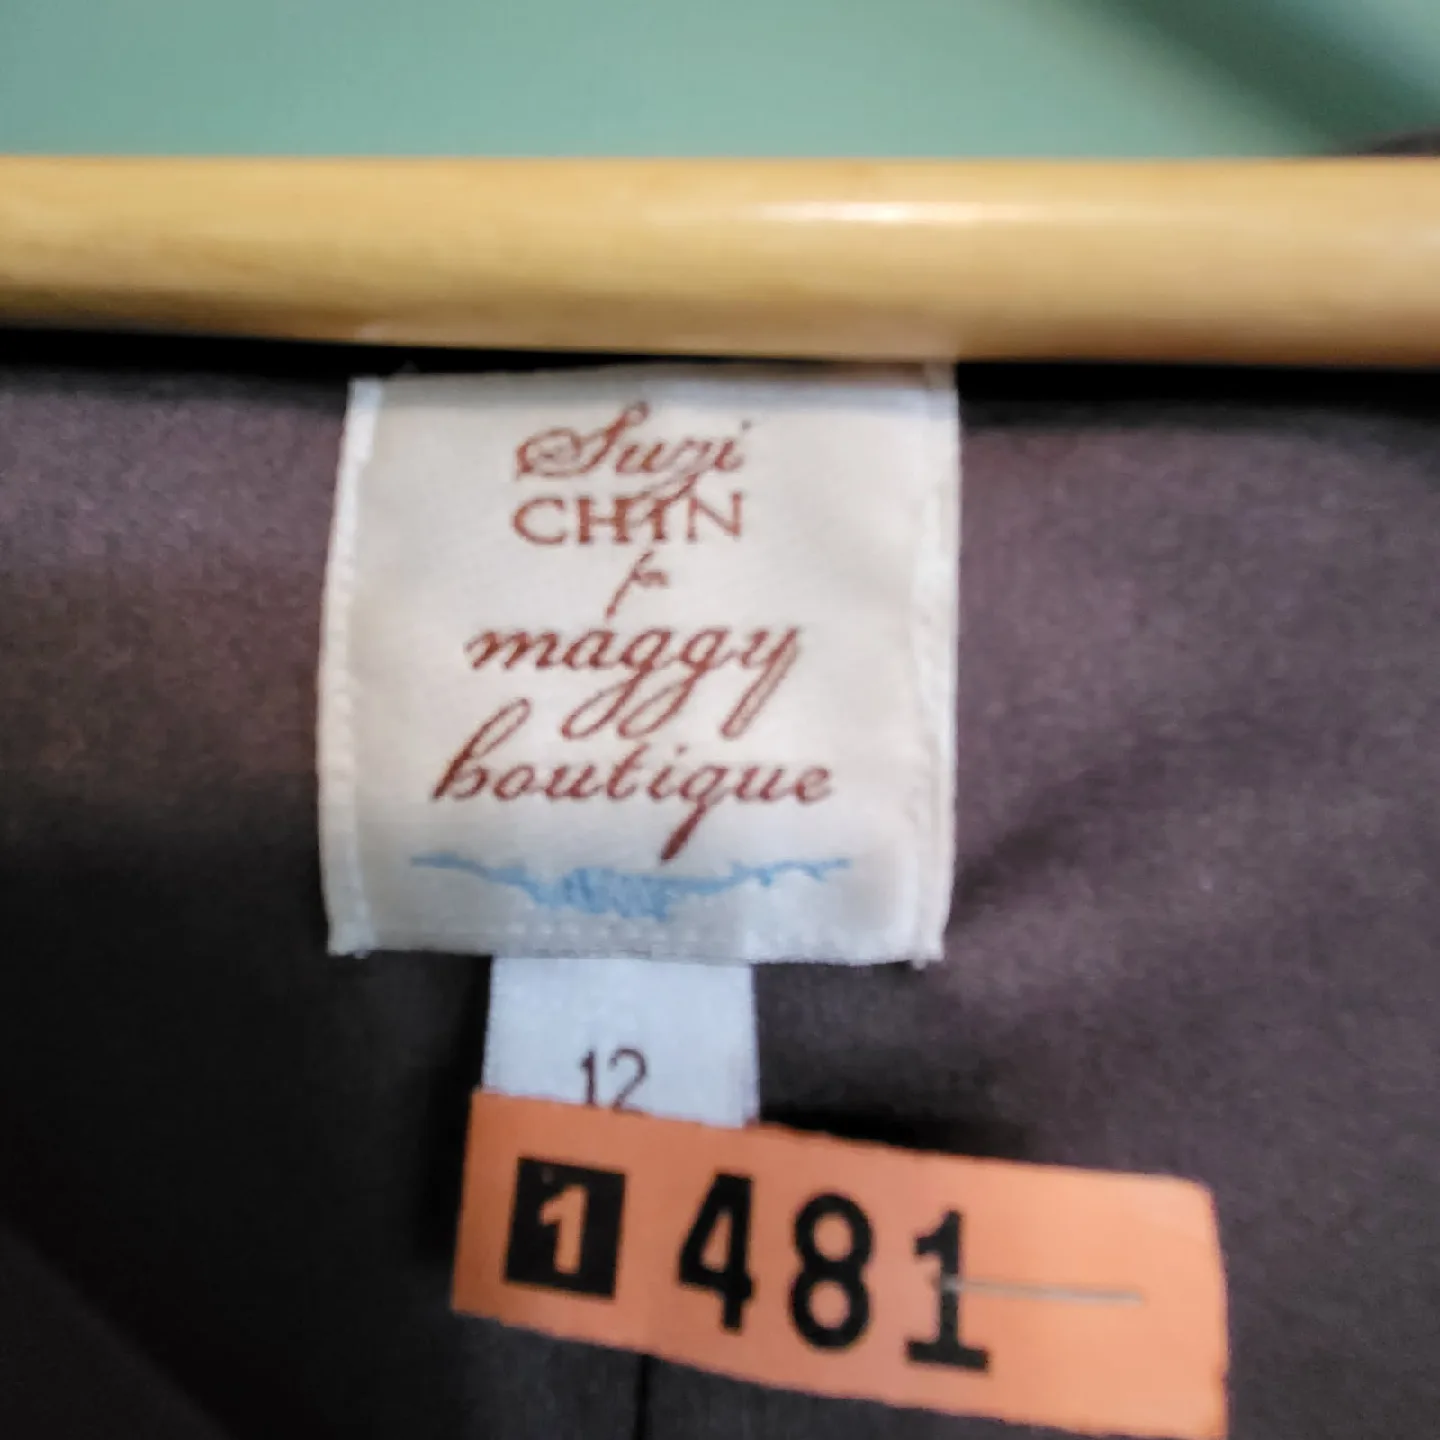 Suzi
CHIN
for
maggy
boutique
12
1 481